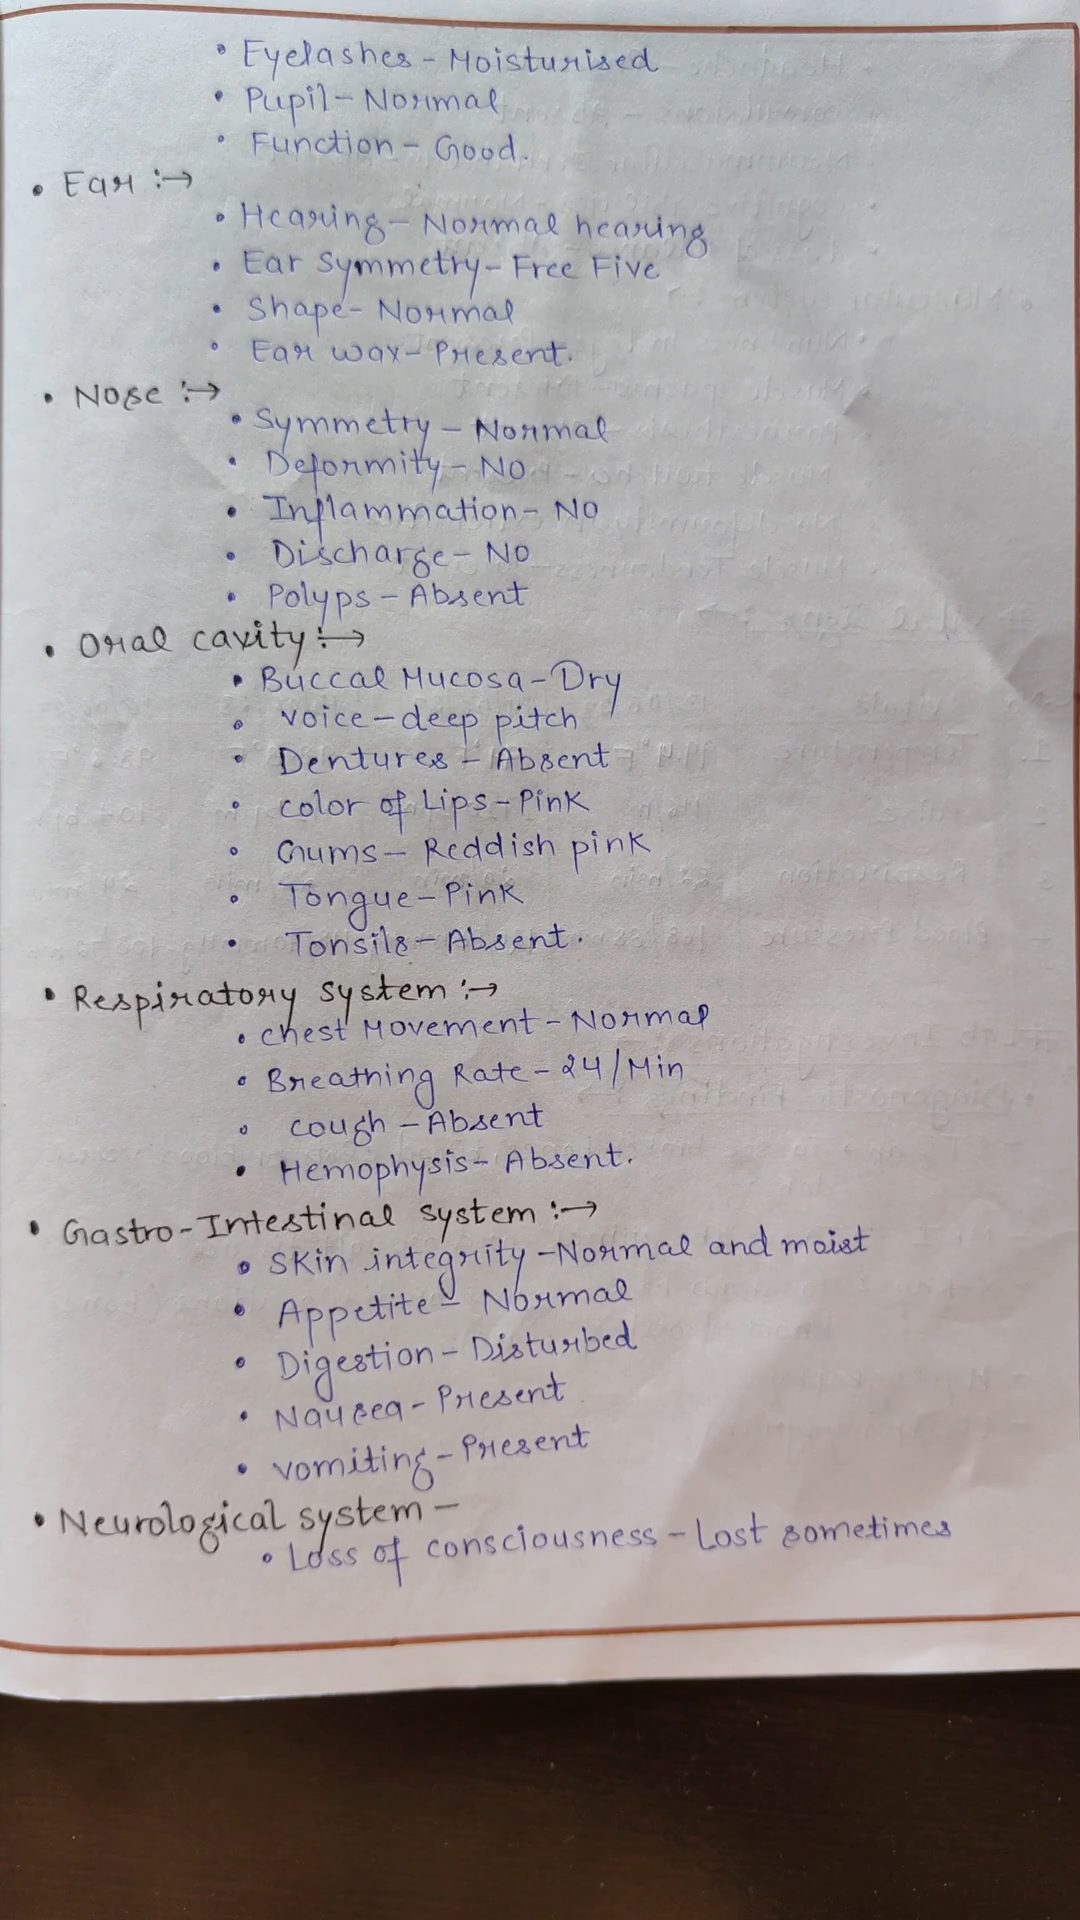 • Eyelashes - Moisturised
• Pupil - Normal
• Function - Good.
• Ear :→
• Hearing - Normal hearing
• Ear Symmetry - Free Five
• Shape - Normal
• Ear wax - Present.
• Nose :→
• Symmetry - Normal
• Deformity - No
• Inflammation - No
• Discharge - No
• Polyps - Absent
• Oral cavity :→
• Buccal Mucosa - Dry
• voice - deep pitch
• Dentures - Absent
• color of Lips - Pink
• Gums - Reddish pink
• Tongue - Pink
• Tonsils - Absent.
• Respiratory system :→
• chest Movement - Normal
• Breathing Rate - 24/Min
• cough - Absent
• Hemophysis - Absent.
• Gastro-Intestinal system :→
• Skin integrity - Normal and moist
• Appetite - Normal
• Digestion - Disturbed
• Nausea - Present
• vomiting - Present
• Neurological system -
• Loss of consciousness - Lost sometimes